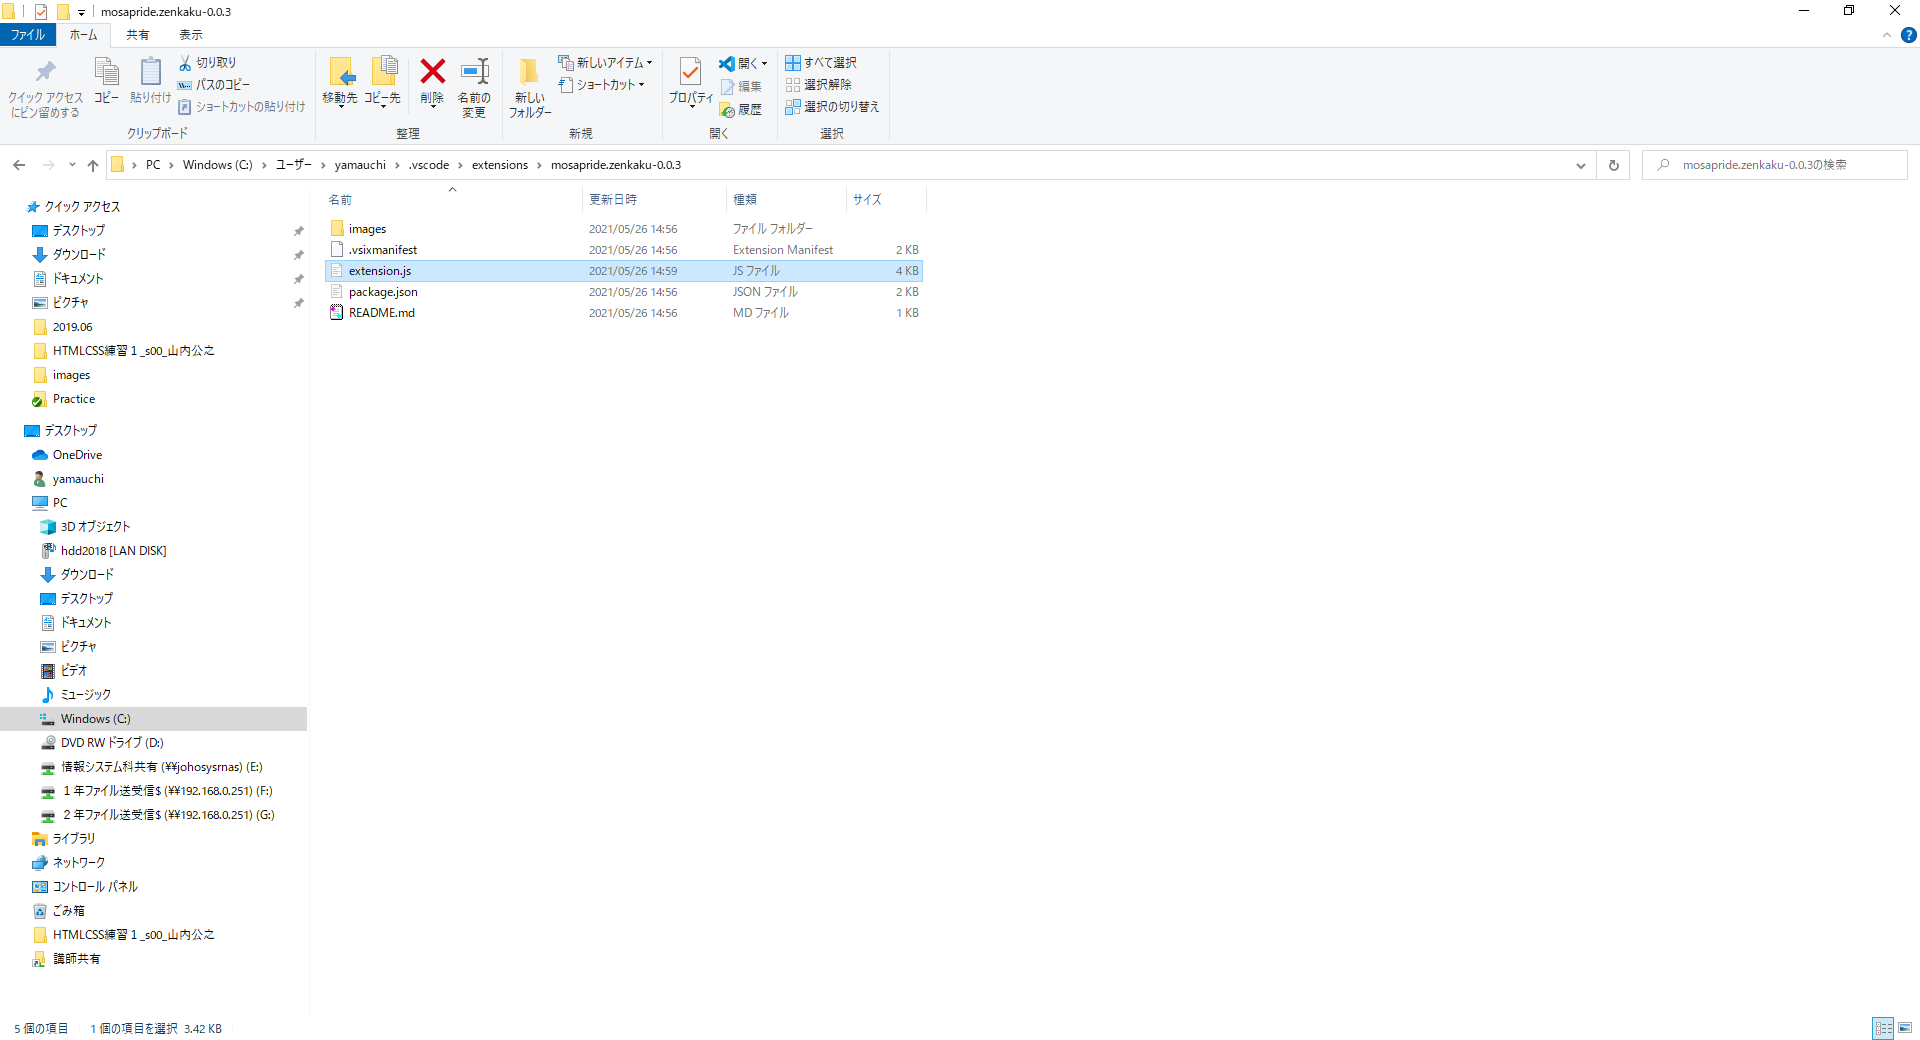 mosapride.zenkaku-0.0.3
ファイル
ホーム
共有
表示
クイック アクセス
にピン留めする
コピー
貼り付け
切り取り
パスのコピー
ショートカットの貼り付け
クリップボード
移動先
コピー先
削除
名前の
変更
整理
新しい
フォルダー
新しいアイテム
ショートカット
新規
プロパティ
開く
編集
履歴
開く
すべて選択
選択解除
選択の切り替え
選択
PC > Windows (C:) > ユーザー > yamauchi > .vscode > extensions > mosapride.zenkaku-0.0.3
mosapride.zenkaku-0.0.3の検索
クイック アクセス
デスクトップ
ダウンロード
ドキュメント
ピクチャ
2019.06
HTMLCSS練習１_s00_山内公之
images
Practice
デスクトップ
OneDrive
yamauchi
PC
3D オブジェクト
hdd2018 [LAN DISK]
ダウンロード
デスクトップ
ドキュメント
ピクチャ
ビデオ
ミュージック
Windows (C:)
DVD RW ドライブ (D:)
情報システム科共有 (¥¥johosysrnas) (E:)
１年ファイル送受信$ (¥¥192.168.0.251) (F:)
２年ファイル送受信$ (¥¥192.168.0.251) (G:)
ライブラリ
ネットワーク
コントロール パネル
ごみ箱
HTMLCSS練習１_s00_山内公之
講師共有
名前 更新日時 種類 サイズ
images 2021/05/26 14:56 ファイル フォルダー
.vsixmanifest 2021/05/26 14:56 Extension Manifest 2 KB
extension.js 2021/05/26 14:59 JS ファイル 4 KB
package.json 2021/05/26 14:56 JSON ファイル 2 KB
README.md 2021/05/26 14:56 MD ファイル 1 KB
5 個の項目 1 個の項目を選択 3.42 KB